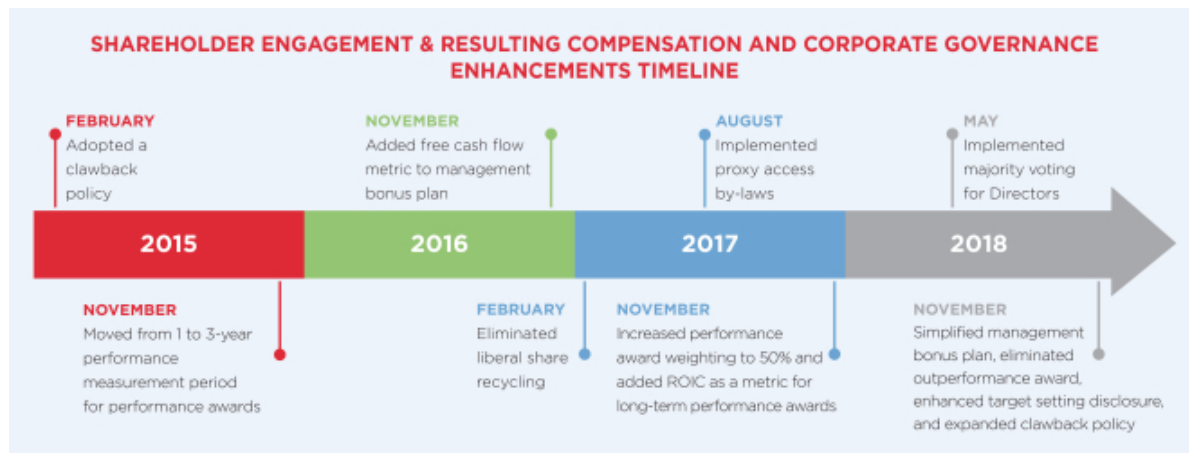 SHAREHOLDER ENGAGEMENT & RESULTING COMPENSATION AND CORPORATE GOVERNANCE
ENHANCEMENTS TIMELINE
FEBRUARY
Adopted a
clawback
policy
NOVEMBER
Added free cash flow
metric to management
bonus plan
AUGUST
Implemented
proxy access
by-laws
MAY
Implemented
majority voting
for Directors
2015
2016
2017
2018
NOVEMBER
Moved from 1 to 3-year
performance
measurement period
for performance awards
FEBRUARY
Eliminated
liberal share
recycling
NOVEMBER
Increased performance
award weighting to 50% and
added ROIC as a metric for
long-term performance awards
NOVEMBER
Simplified management
bonus plan, eliminated
outperformance award,
enhanced target setting disclosure,
and expanded clawback policy